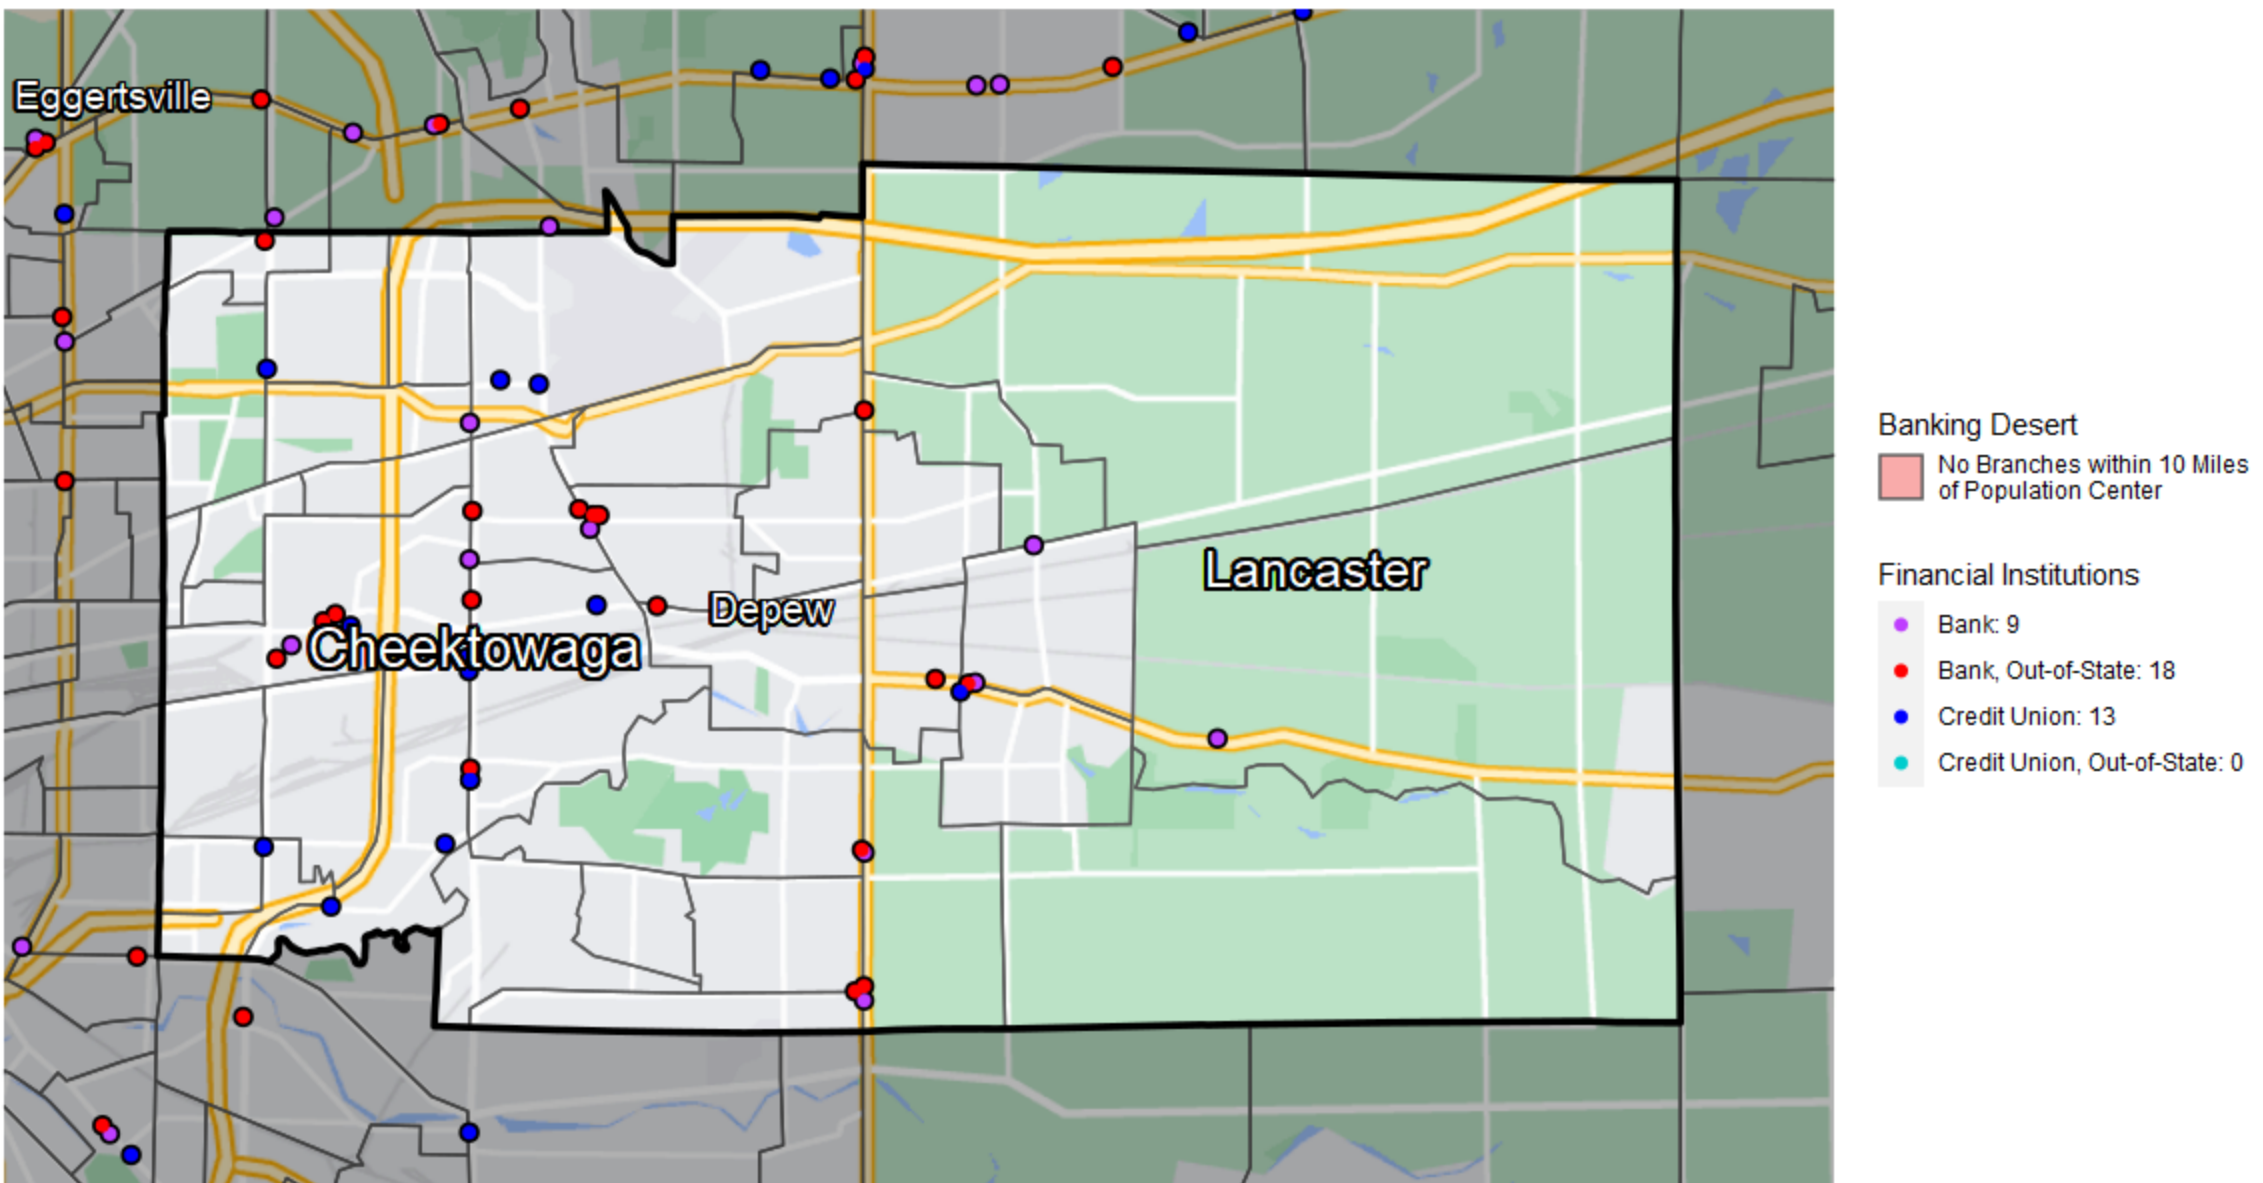 Eggertsville
Lancaster
Depew
Cheektowaga
Banking Desert
No Branches within 10 Miles
of Population Center
Financial Institutions
Bank: 9
Bank, Out-of-State: 18
Credit Union: 13
Credit Union, Out-of-State: 0